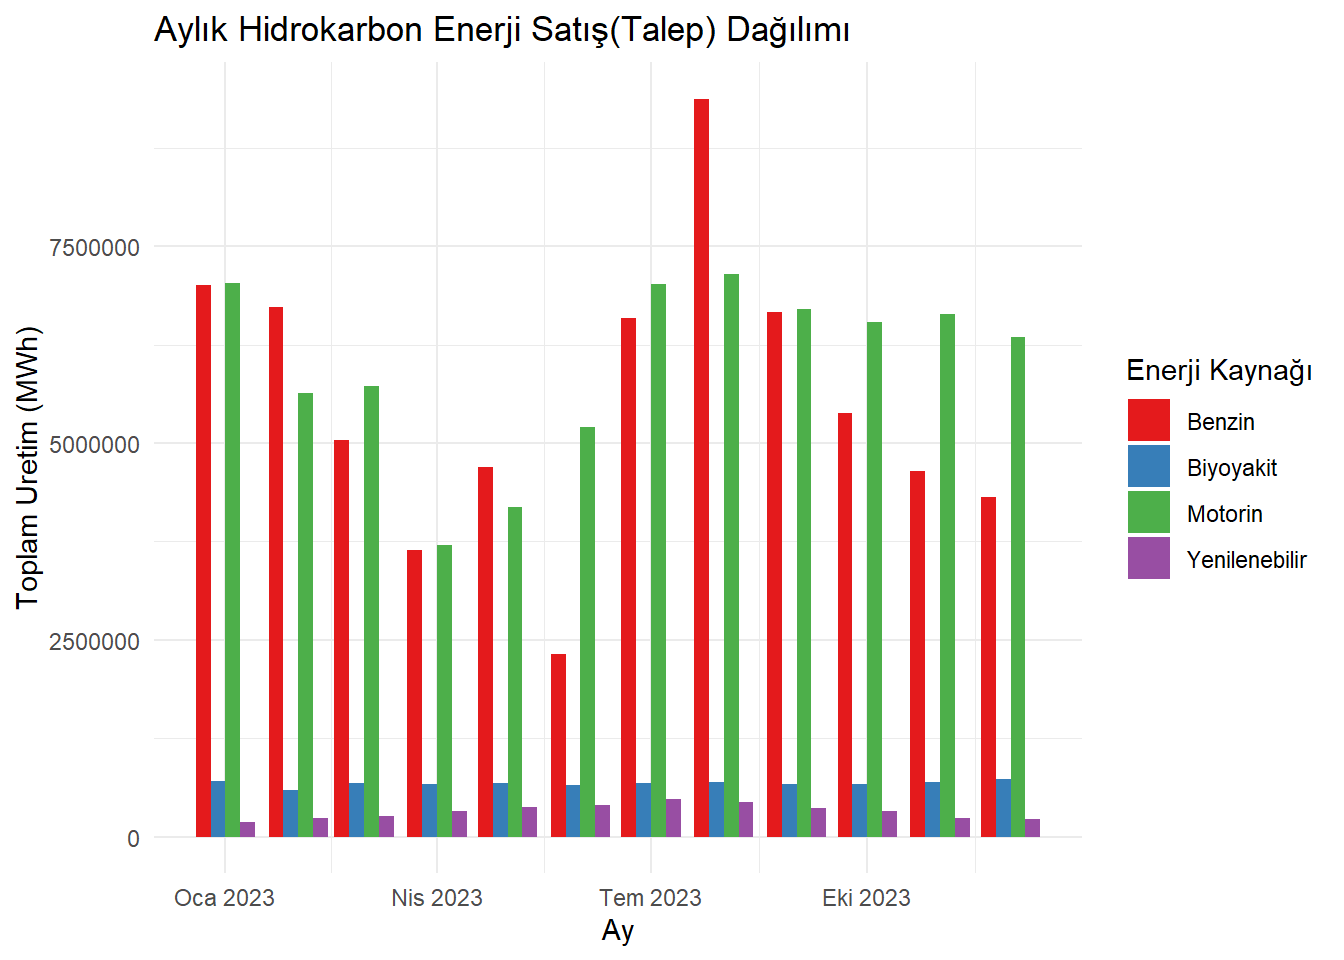 Aylık Hidrokarbon Enerji Satış(Talep) Dağılımı
Toplam Uretim (MWh)
7500000
5000000
2500000
0
Oca 2023
Nis 2023
Tem 2023
Eki 2023
Ay
Enerji Kaynağı
Benzin
Biyoyakit
Motorin
Yenilenebilir